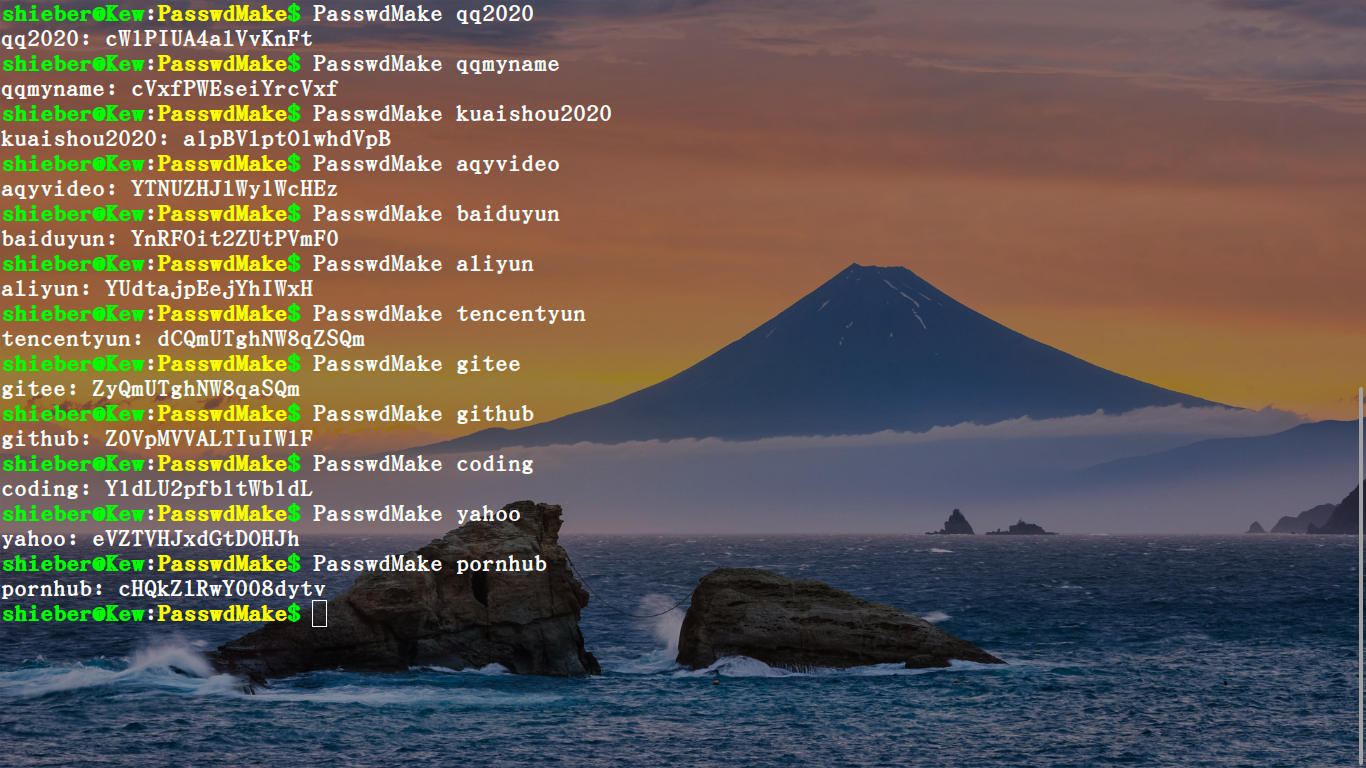 shieber@Kew:PasswdMake$ PasswdMake qq2020
qq2020: cW1PIUA4a1VvKnFt
shieber@Kew:PasswdMake$ PasswdMake qqmyname
qqmyname: cVxfPWEseiYrcVxf
shieber@Kew:PasswdMake$ PasswdMake kuaishou2020
kuaishou2020: a1pBV1ptO1whdVpB
shieber@Kew:PasswdMake$ PasswdMake aqyvideo
aqyvideo: YTNUZHJ1Wy1WcHEz
shieber@Kew:PasswdMake$ PasswdMake baiduyun
baiduyun: YnRFOit2ZUtPVmF0
shieber@Kew:PasswdMake$ PasswdMake aliyun
aliyun: YUdtajpEejYhIWxH
shieber@Kew:PasswdMake$ PasswdMake tencentyun
tencentyun: dCQmUTghNW8qZSQm
shieber@Kew:PasswdMake$ PasswdMake gitee
gitee: ZyQmUTghNW8qaSQm
shieber@Kew:PasswdMake$ PasswdMake github
github: Z0VpMVVALTIuIW1F
shieber@Kew:PasswdMake$ PasswdMake coding
coding: Y1dLU2pfb1tWb1dL
shieber@Kew:PasswdMake$ PasswdMake yahoo
yahoo: eVZTVHJxdGtDOHJh
shieber@Kew:PasswdMake$ PasswdMake pornhub
pornhub: cHQkZ1RwY008dytv
shieber@Kew:PasswdMake$